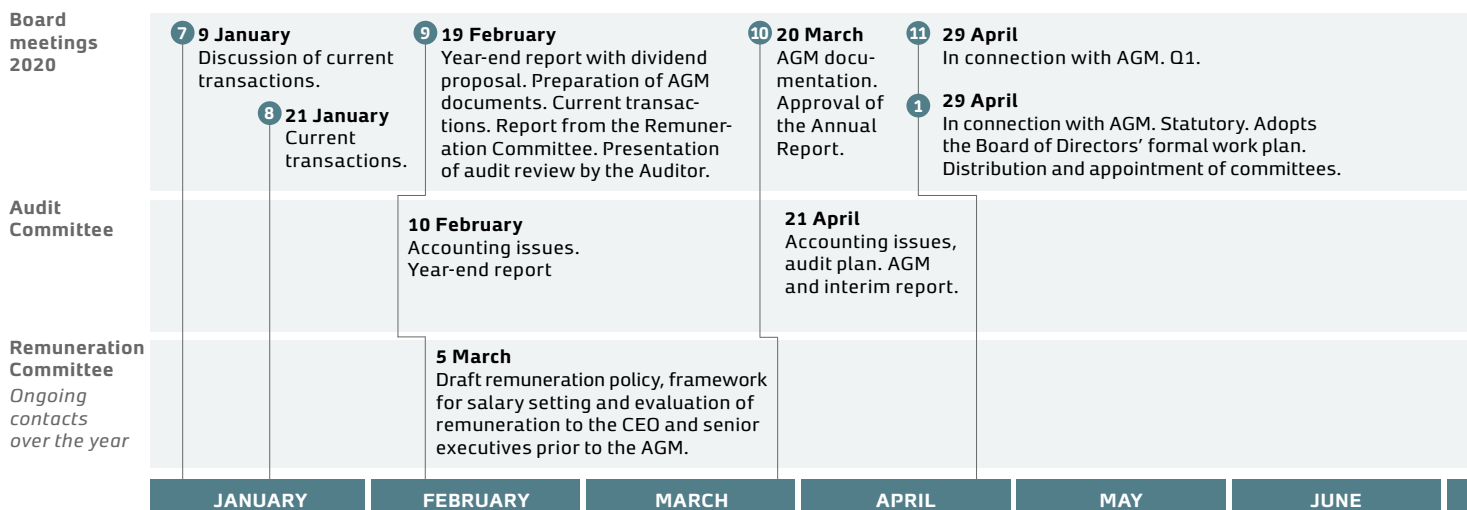 Board
meetings
2020
7 9 January
Discussion of current
transactions.
8 21 January
Current
transactions.
9 19 February
Year-end report with dividend
proposal. Preparation of AGM
documents. Current transac-
tions. Report from the Remuner-
ation Committee. Presentation
of audit review by the Auditor.
10 20 March
AGM docu-
mentation.
Approval of
the Annual
Report.
11 29 April
In connection with AGM. Q1.
1 29 April
In connection with AGM. Statutory. Adopts
the Board of Directors’ formal work plan.
Distribution and appointment of committees.
Audit
Committee
10 February
Accounting issues.
Year-end report
21 April
Accounting issues,
audit plan. AGM
and interim report.
Remuneration
Committee
Ongoing
contacts
over the year
5 March
Draft remuneration policy, framework
for salary setting and evaluation of
remuneration to the CEO and senior
executives prior to the AGM.
JANUARY FEBRUARY MARCH APRIL MAY JUNE